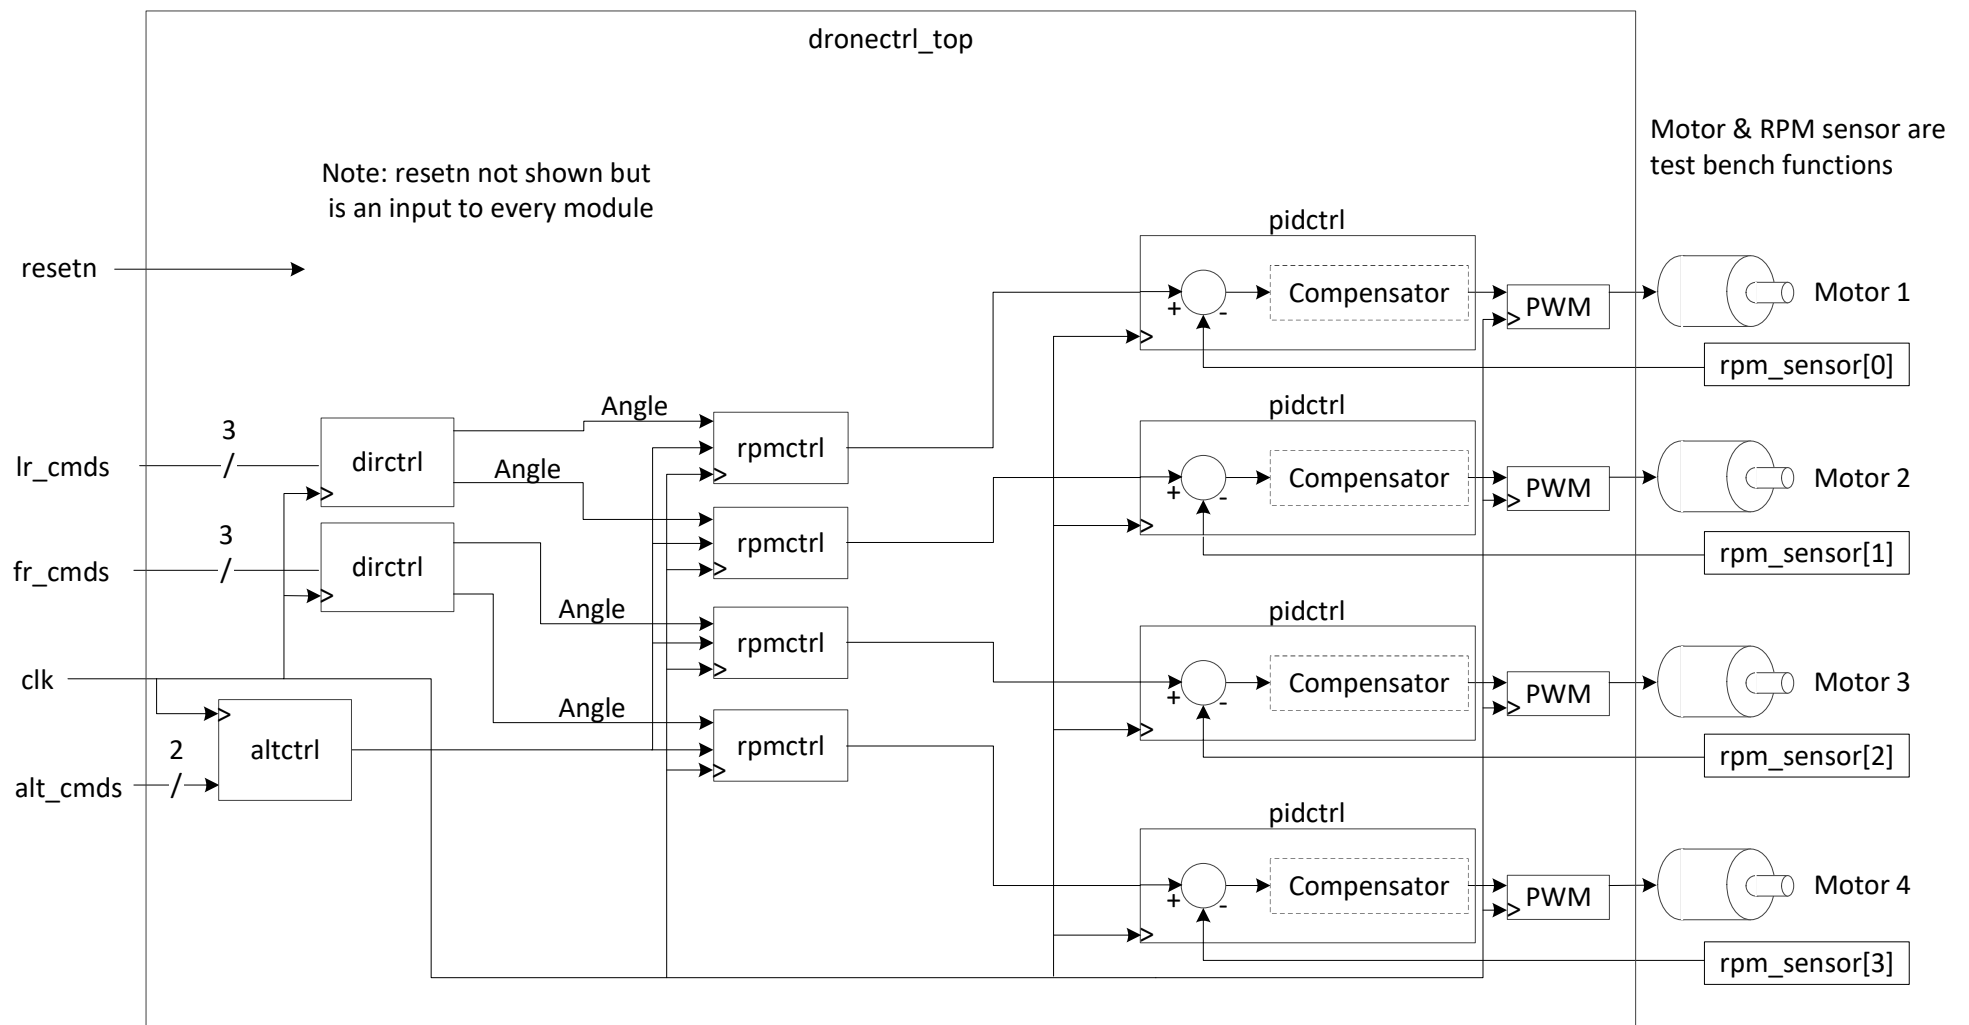 dronectrl_top
Motor & RPM sensor are
test bench functions
Note: resetn not shown but
is an input to every module
resetn
pidctrl
+
-
Compensator
>
>
PWM
Motor 1
rpm_sensor[0]
lr_cmds
3
/
dirctrl
>
Angle
Angle
rpmctrl
>
pidctrl
+
-
Compensator
>
>
PWM
Motor 2
rpm_sensor[1]
fr_cmds
3
/
dirctrl
>
rpmctrl
>
Angle
rpmctrl
>
pidctrl
+
-
Compensator
>
>
PWM
Motor 3
rpm_sensor[2]
clk
>
altctrl
alt_cmds
2
/
Angle
rpmctrl
>
pidctrl
+
-
Compensator
>
>
PWM
Motor 4
rpm_sensor[3]